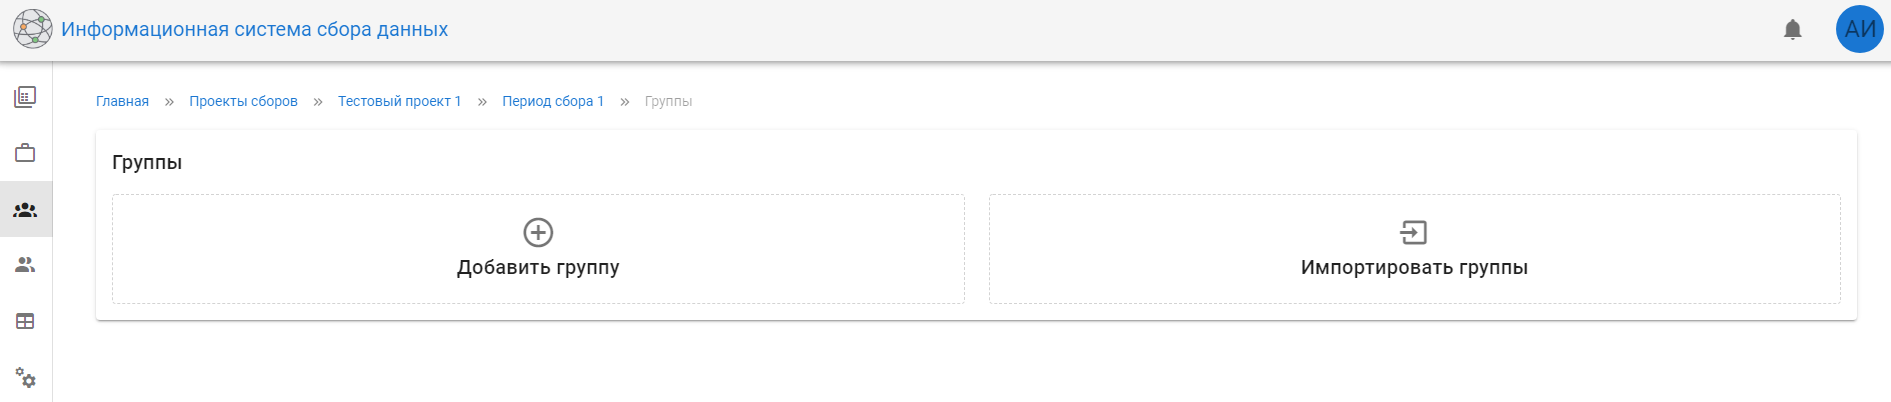 Информационная система сбора данных
АИ
Главная » Проекты сборов » Тестовый проект 1 » Период сбора 1 » Группы
Группы
Добавить группу
Импортировать группы